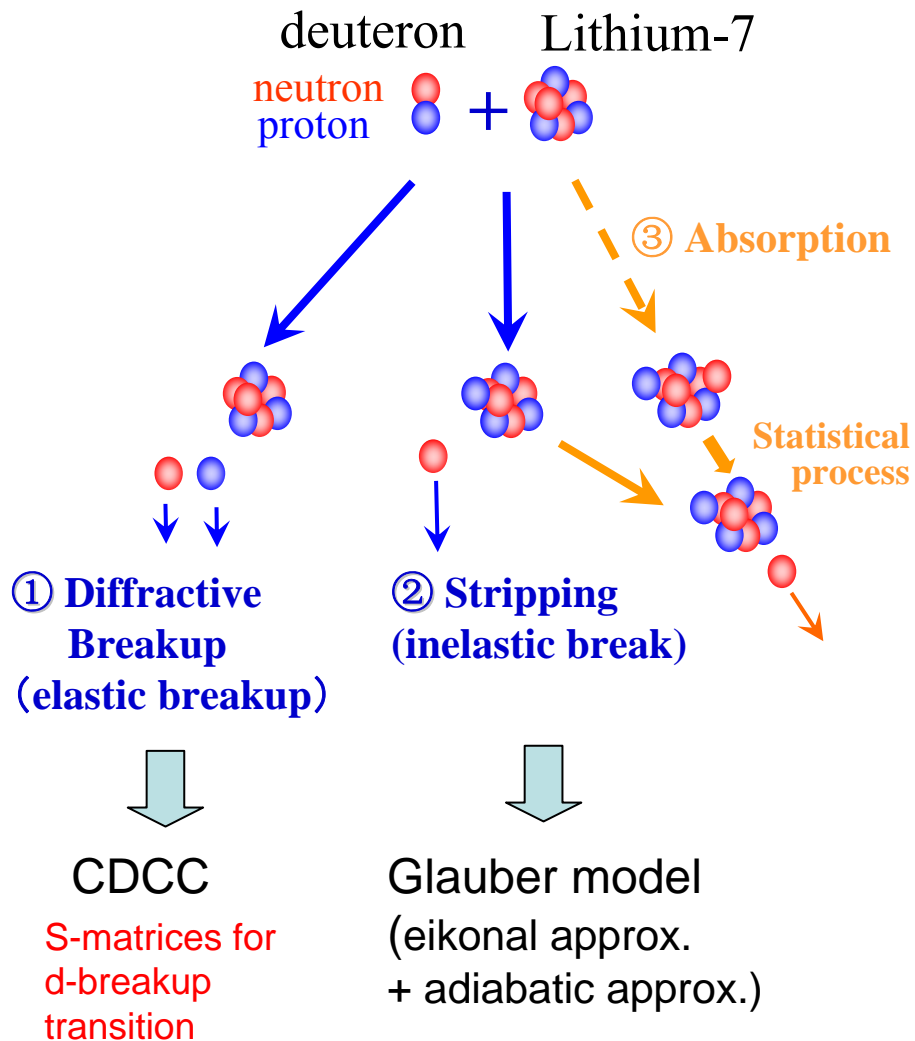 deuteron Lithium-7
neutron
proton
+
③ Absorption
Statistical
process
① Diffractive
Breakup
（elastic breakup）
② Stripping
(inelastic break)
CDCC
S-matrices for
d-breakup
transition
Glauber model
(eikonal approx.
+ adiabatic approx.)